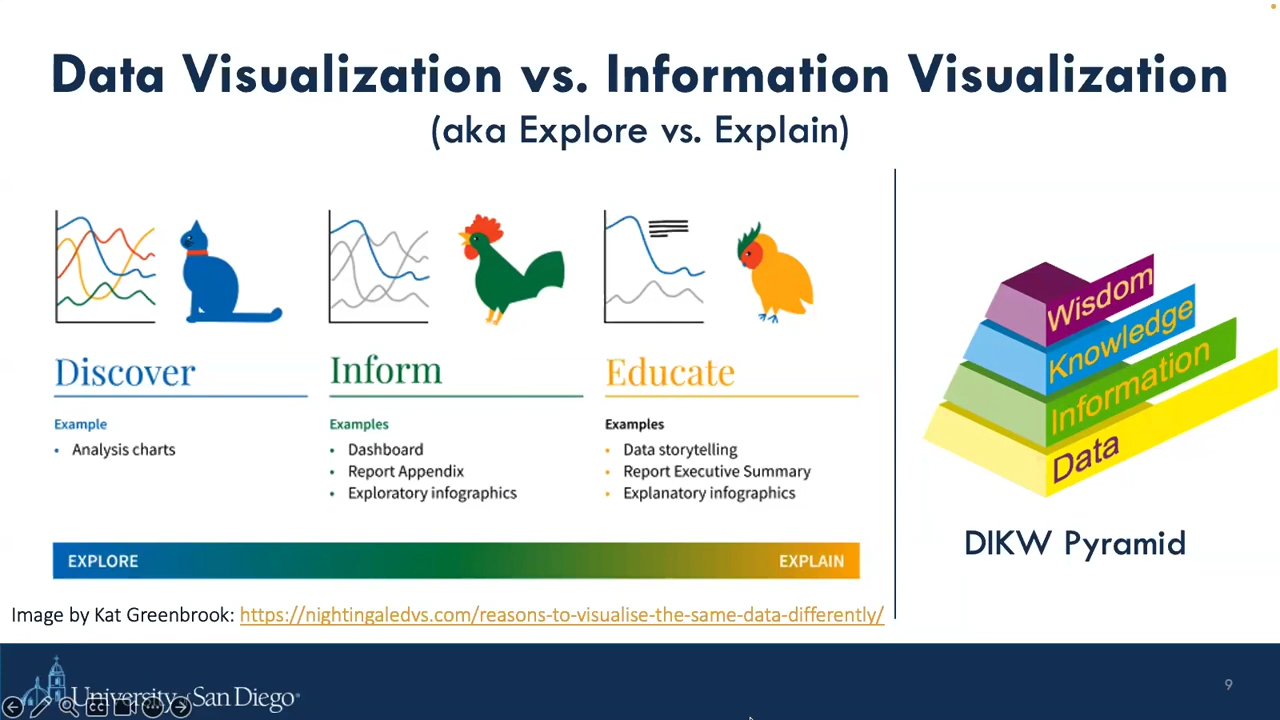 Data Visualization vs. Information Visualization
(aka Explore vs. Explain)
Discover
Example
• Analysis charts
Inform
Examples
• Dashboard
• Report Appendix
• Exploratory infographics
Educate
Examples
• Data storytelling
• Report Executive Summary
• Explanatory infographics
EXPLORE
EXPLAIN
Image by Kat Greenbrook: https://nightingaledvs.com/reasons-to-visualise-the-same-data-differently/
Wisdom
Knowledge
Information
Data
DIKW Pyramid
University of San Diego®
CC
9